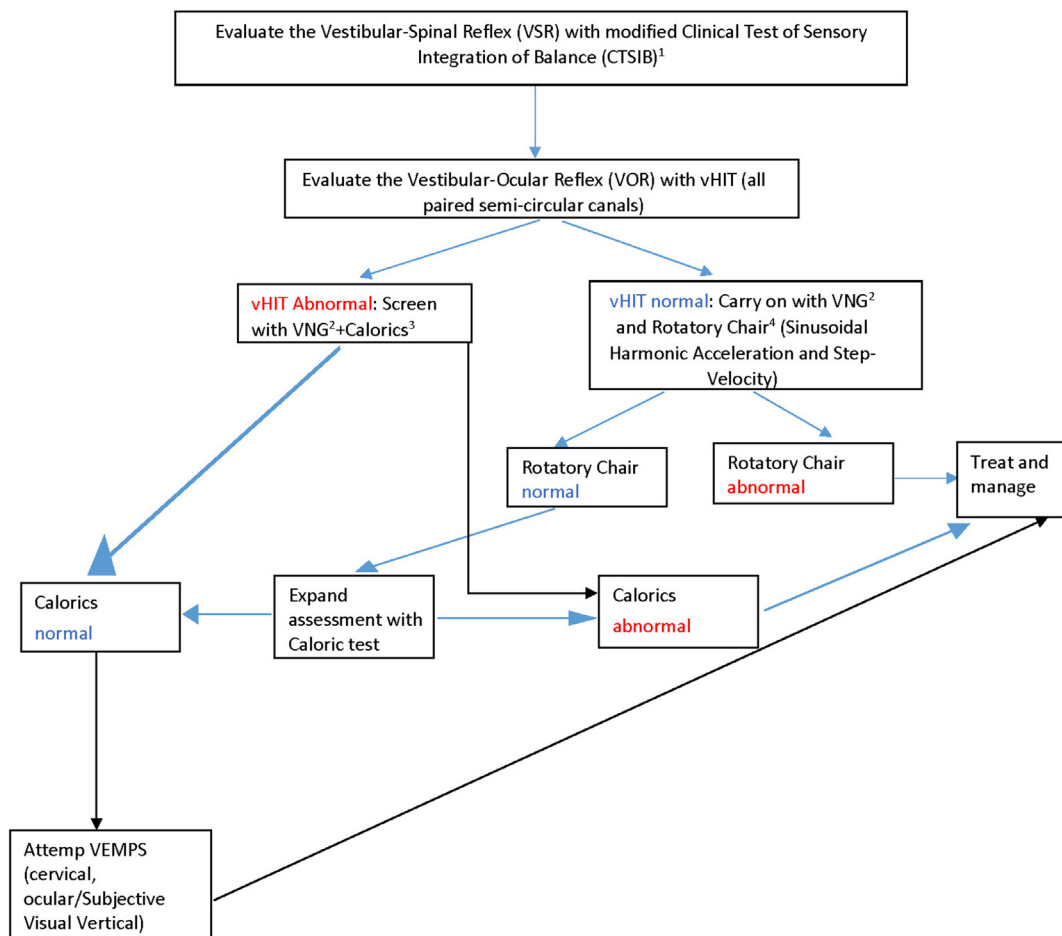 Evaluate the Vestibular-Spinal Reflex (VSR) with modified Clinical Test of Sensory
Integration of Balance (CTSIB)¹
Evaluate the Vestibular-Ocular Reflex (VOR) with vHIT (all
paired semi-circular canals)
vHIT Abnormal: Screen
with VNG²+Calorics³
vHIT normal: Carry on with VNG²
and Rotatory Chair⁴ (Sinusoidal
Harmonic Acceleration and Step-
Velocity)
Rotatory Chair
normal
Rotatory Chair
abnormal
Treat and
manage
Calorics
normal
Expand
assessment with
Caloric test
Calorics
abnormal
Attemp VEMPS
(cervical,
ocular/Subjective
Visual Vertical)